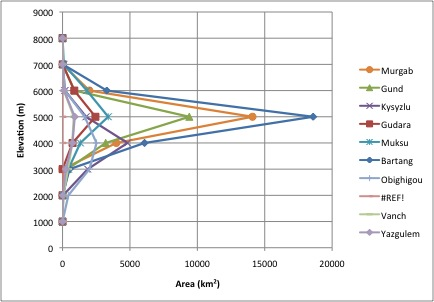 9000
8000
7000
6000
5000
4000
3000
2000
1000
0
Elevation (m)
0 5000 10000 15000 20000
Area (km²)
Murgab
Gund
Kysyzlu
Gudara
Muksu
Bartang
Obighigou
#REF!
Vanch
Yazgulem